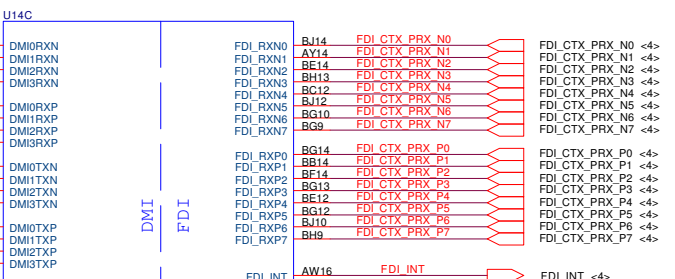 U14C
DMI0RXN
DMI1RXN
DMI2RXN
DMI3RXN
DMI0RXP
DMI1RXP
DMI2RXP
DMI3RXP
DMI0TXN
DMI1TXN
DMI2TXN
DMI3TXN
DMI0TXP
DMI1TXP
DMI2TXP
DMI3TXP
DMI
FDI
FDI_RXN0 BJ14 FDI_CTX_PRX_N0 FDI_CTX_PRX_N0 <4>
FDI_RXN1 AY14 FDI_CTX_PRX_N1 FDI_CTX_PRX_N1 <4>
FDI_RXN2 BE14 FDI_CTX_PRX_N2 FDI_CTX_PRX_N2 <4>
FDI_RXN3 BH13 FDI_CTX_PRX_N3 FDI_CTX_PRX_N3 <4>
FDI_RXN4 BC12 FDI_CTX_PRX_N4 FDI_CTX_PRX_N4 <4>
FDI_RXN5 BJ12 FDI_CTX_PRX_N5 FDI_CTX_PRX_N5 <4>
FDI_RXN6 BG10 FDI_CTX_PRX_N6 FDI_CTX_PRX_N6 <4>
FDI_RXN7 BG9 FDI_CTX_PRX_N7 FDI_CTX_PRX_N7 <4>
FDI_RXP0 BG14 FDI_CTX_PRX_P0 FDI_CTX_PRX_P0 <4>
FDI_RXP1 BB14 FDI_CTX_PRX_P1 FDI_CTX_PRX_P1 <4>
FDI_RXP2 BF14 FDI_CTX_PRX_P2 FDI_CTX_PRX_P2 <4>
FDI_RXP3 BG13 FDI_CTX_PRX_P3 FDI_CTX_PRX_P3 <4>
FDI_RXP4 BE12 FDI_CTX_PRX_P4 FDI_CTX_PRX_P4 <4>
FDI_RXP5 BG12 FDI_CTX_PRX_P5 FDI_CTX_PRX_P5 <4>
FDI_RXP6 BJ10 FDI_CTX_PRX_P6 FDI_CTX_PRX_P6 <4>
FDI_RXP7 BH9 FDI_CTX_PRX_P7 FDI_CTX_PRX_P7 <4>
FDI_INT AW16 FDI_INT FDI_INT <4>